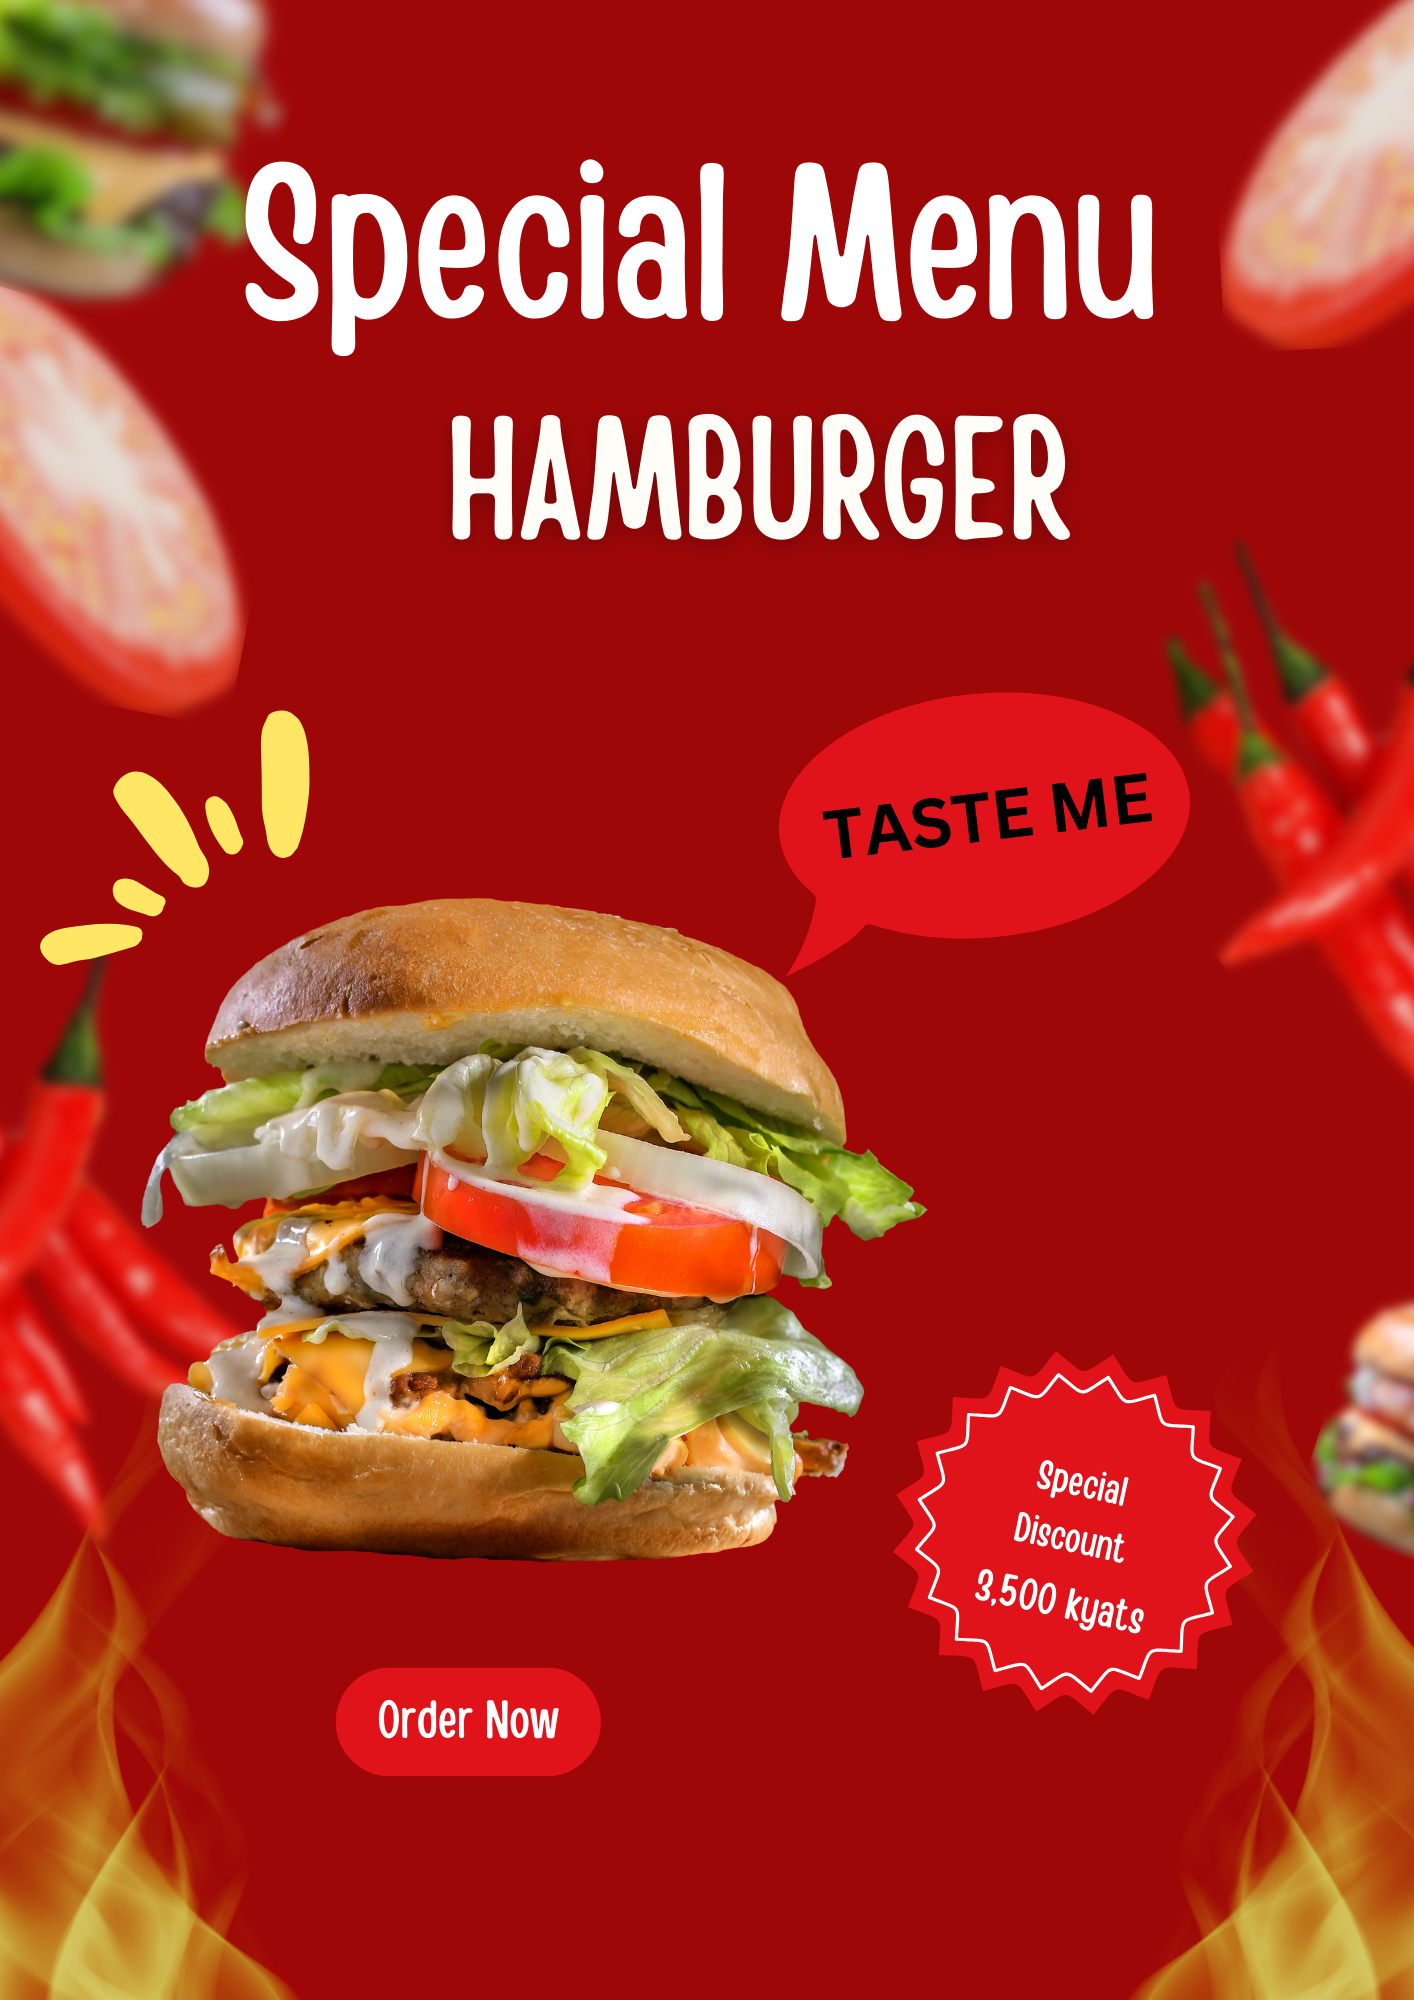 Special Menu
HAMBURGER
TASTE ME
Special
Discount
3,500 kyats
Order Now